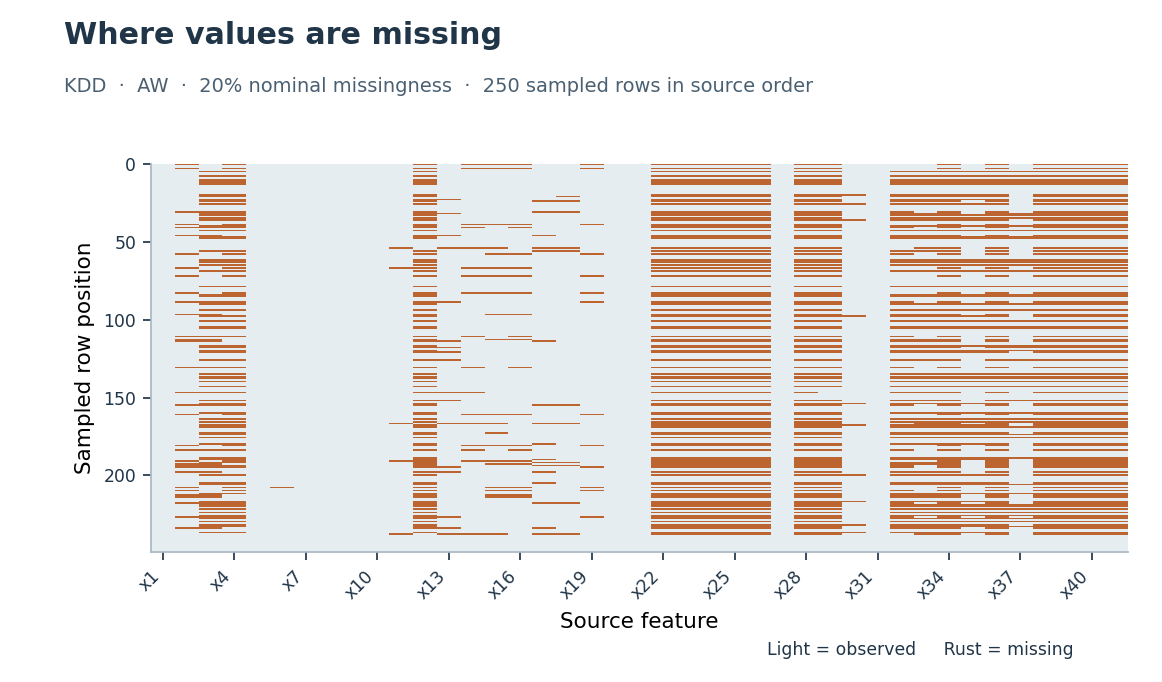 Where values are missing
KDD · AW · 20% nominal missingness · 250 sampled rows in source order
0
50
100
150
200
Sampled row position
x1 x4 x7 x10 x13 x16 x19 x22 x25 x28 x31 x34 x37 x40
Source feature
Light = observed Rust = missing